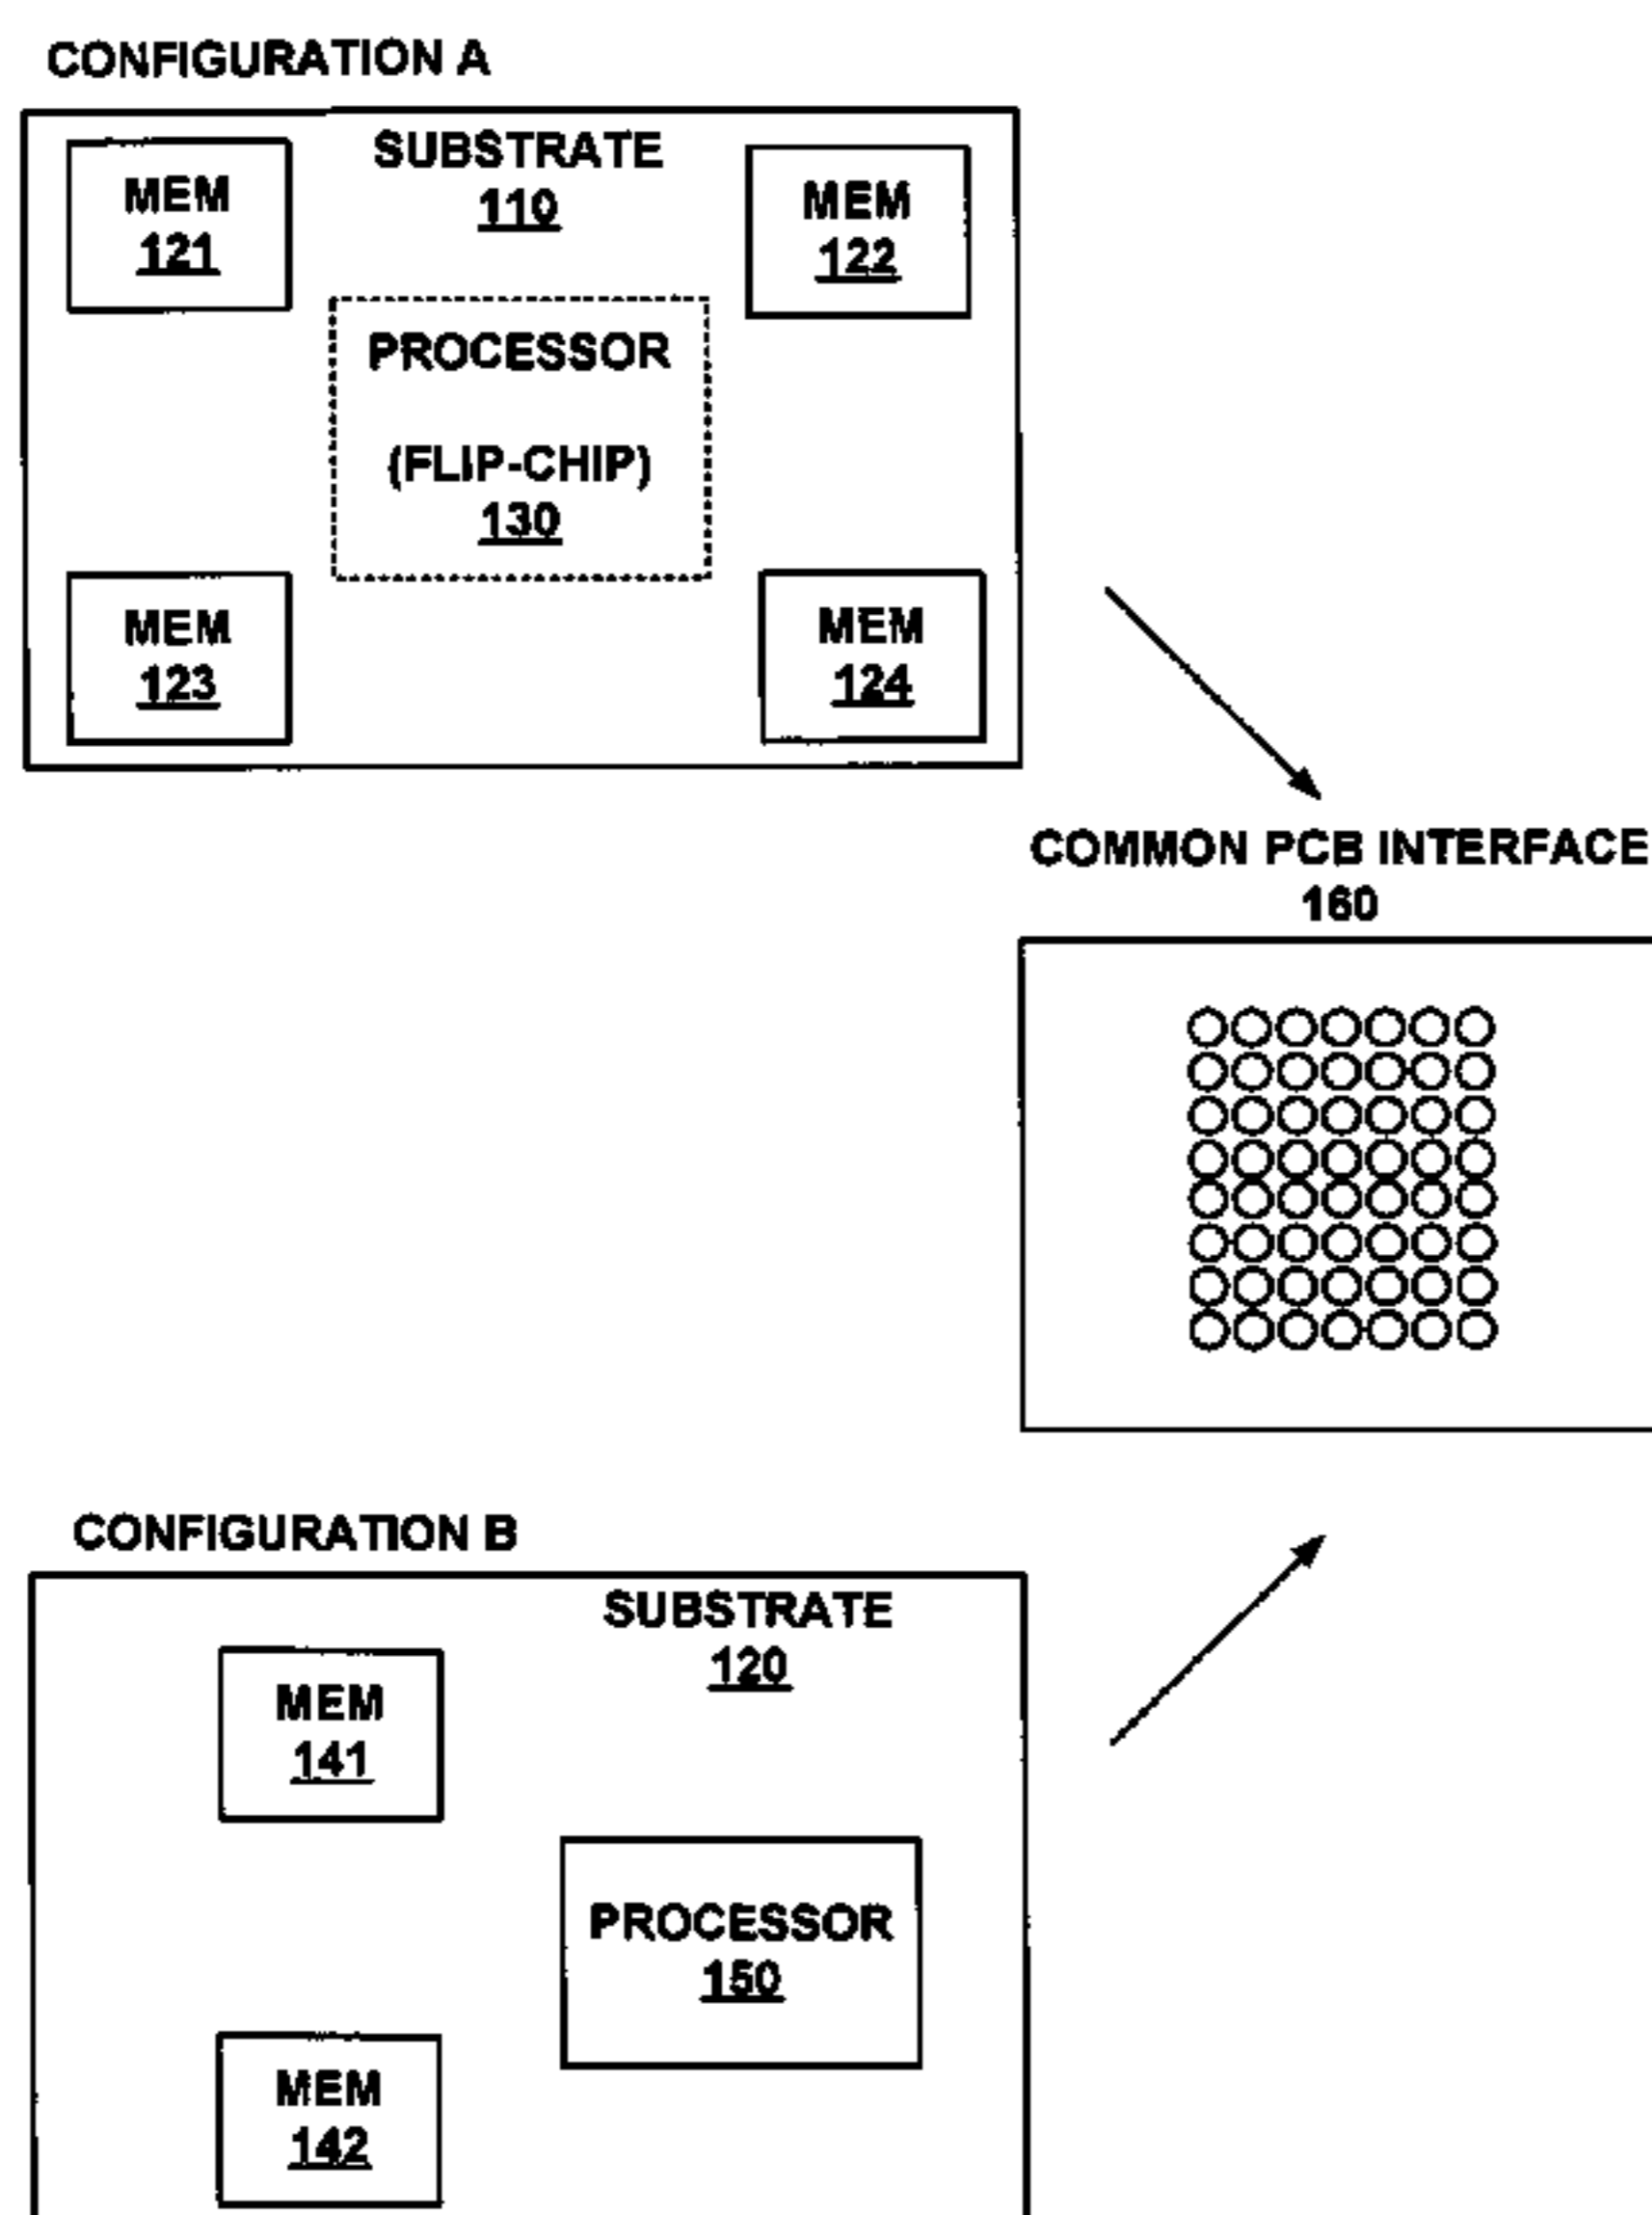 CONFIGURATION A
SUBSTRATE
110
MEM
121
MEM
122
PROCESSOR
(FLIP-CHIP)
130
MEM
123
MEM
124
COMMON PCB INTERFACE
160
CONFIGURATION B
SUBSTRATE
120
MEM
141
PROCESSOR
150
MEM
142